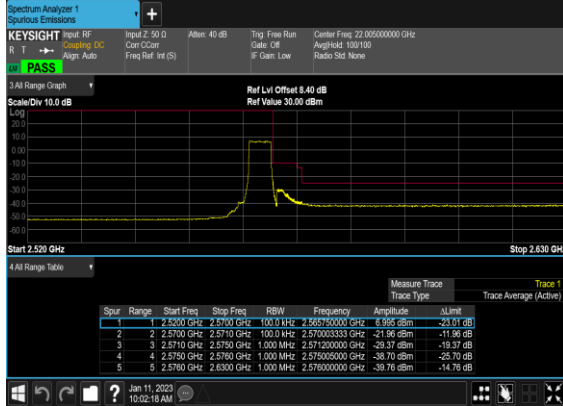 Spectrum Analyzer 1
Spurious Emissions
KEYSIGHT Input: RF Input Z: 50 Ω Atten: 40 dB Trig: Free Run Center Freq: 22.005000000 GHz
R T Coupling: DC Corr CCorr Gate: Off Avg|Hold: 100/100
Align: Auto Freq Ref: Int (S) IF Gain: Low Radio Std: None
PASS
3 All Range Graph
Ref Lvl Offset 8.40 dB
Scale/Div 10.0 dB Ref Value 30.00 dBm
Log
20.0
10.0
0.00
-10.0
-20.0
-30.0
-40.0
-50.0
-60.0
Start 2.520 GHz Stop 2.630 GHz
4 All Range Table
Measure Trace Trace 1
Trace Type Trace Average (Active)
Spur Range Start Freq Stop Freq RBW Frequency Amplitude ΔLimit
1 1 2.5200 GHz 2.5700 GHz 100.0 kHz 2.565750000 GHz 6.995 dBm -23.01 dB
2 2 2.5700 GHz 2.5710 GHz 100.0 kHz 2.570003333 GHz -21.96 dBm -11.96 dB
3 3 2.5710 GHz 2.5750 GHz 1.000 MHz 2.571200000 GHz -29.37 dBm -19.37 dB
4 4 2.5750 GHz 2.5760 GHz 1.000 MHz 2.575005000 GHz -38.70 dBm -25.70 dB
5 5 2.5760 GHz 2.6300 GHz 1.000 MHz 2.576000000 GHz -39.76 dBm -14.76 dB
Jan 11, 2023
10:02:18 AM